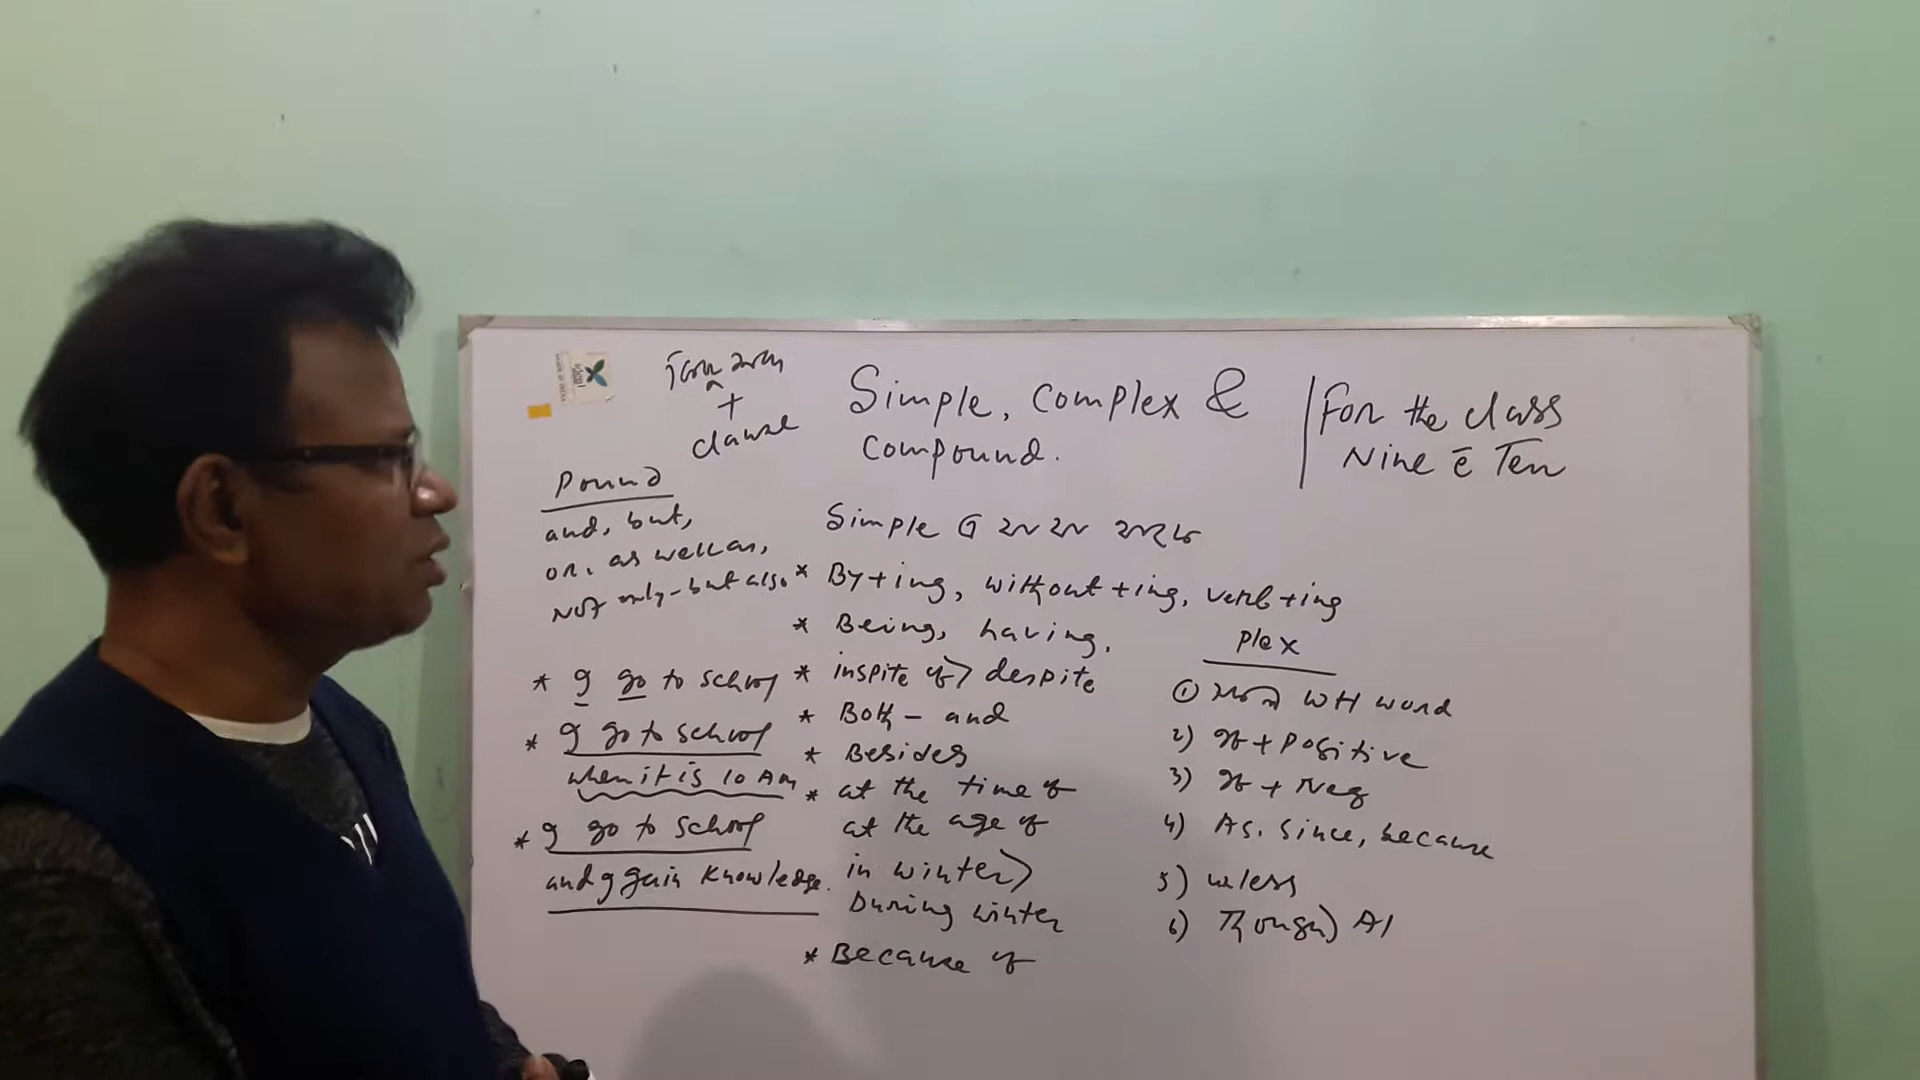 +
clause
Simple, complex &
compound.
For the class
Nine ē Ten
Pound
and, but,
or, as well as,
Not only - but also
* I go to school
* I go to school
when it is 10 Am
* I go to school
and I gain knowledge.
Simple এ
* By+ing, without +ing, verb +ing
* Being, having,
* inspite of > despite
* Both - and
* Besides
* at the time of
at the age of
in winter >
During winter
* Because of
Plex
① WH word
2) If + Positive
3) If + Neg
4) As, Since, because
5) unless
6) Though) Al